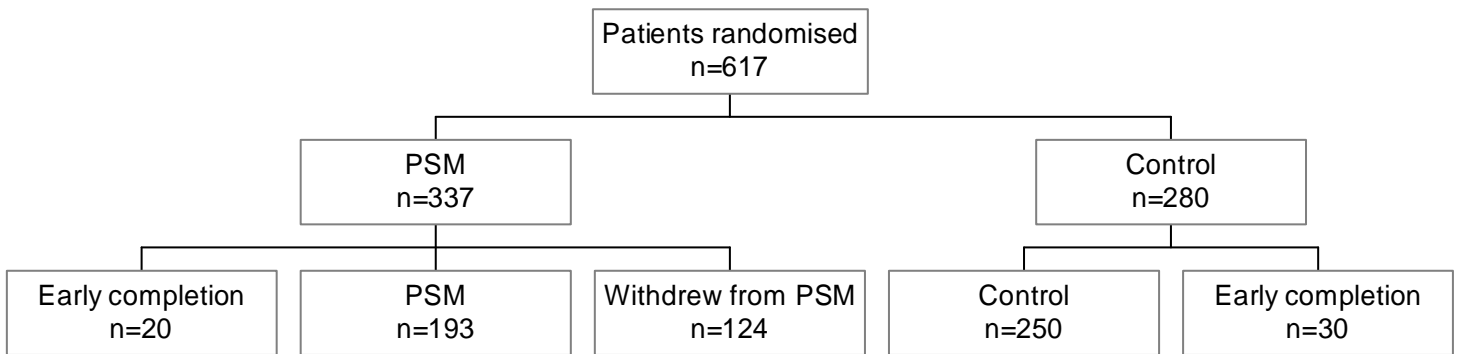 Patients randomised
n=617
PSM
n=337
Control
n=280
Early completion
n=20
PSM
n=193
Withdrew from PSM
n=124
Control
n=250
Early completion
n=30